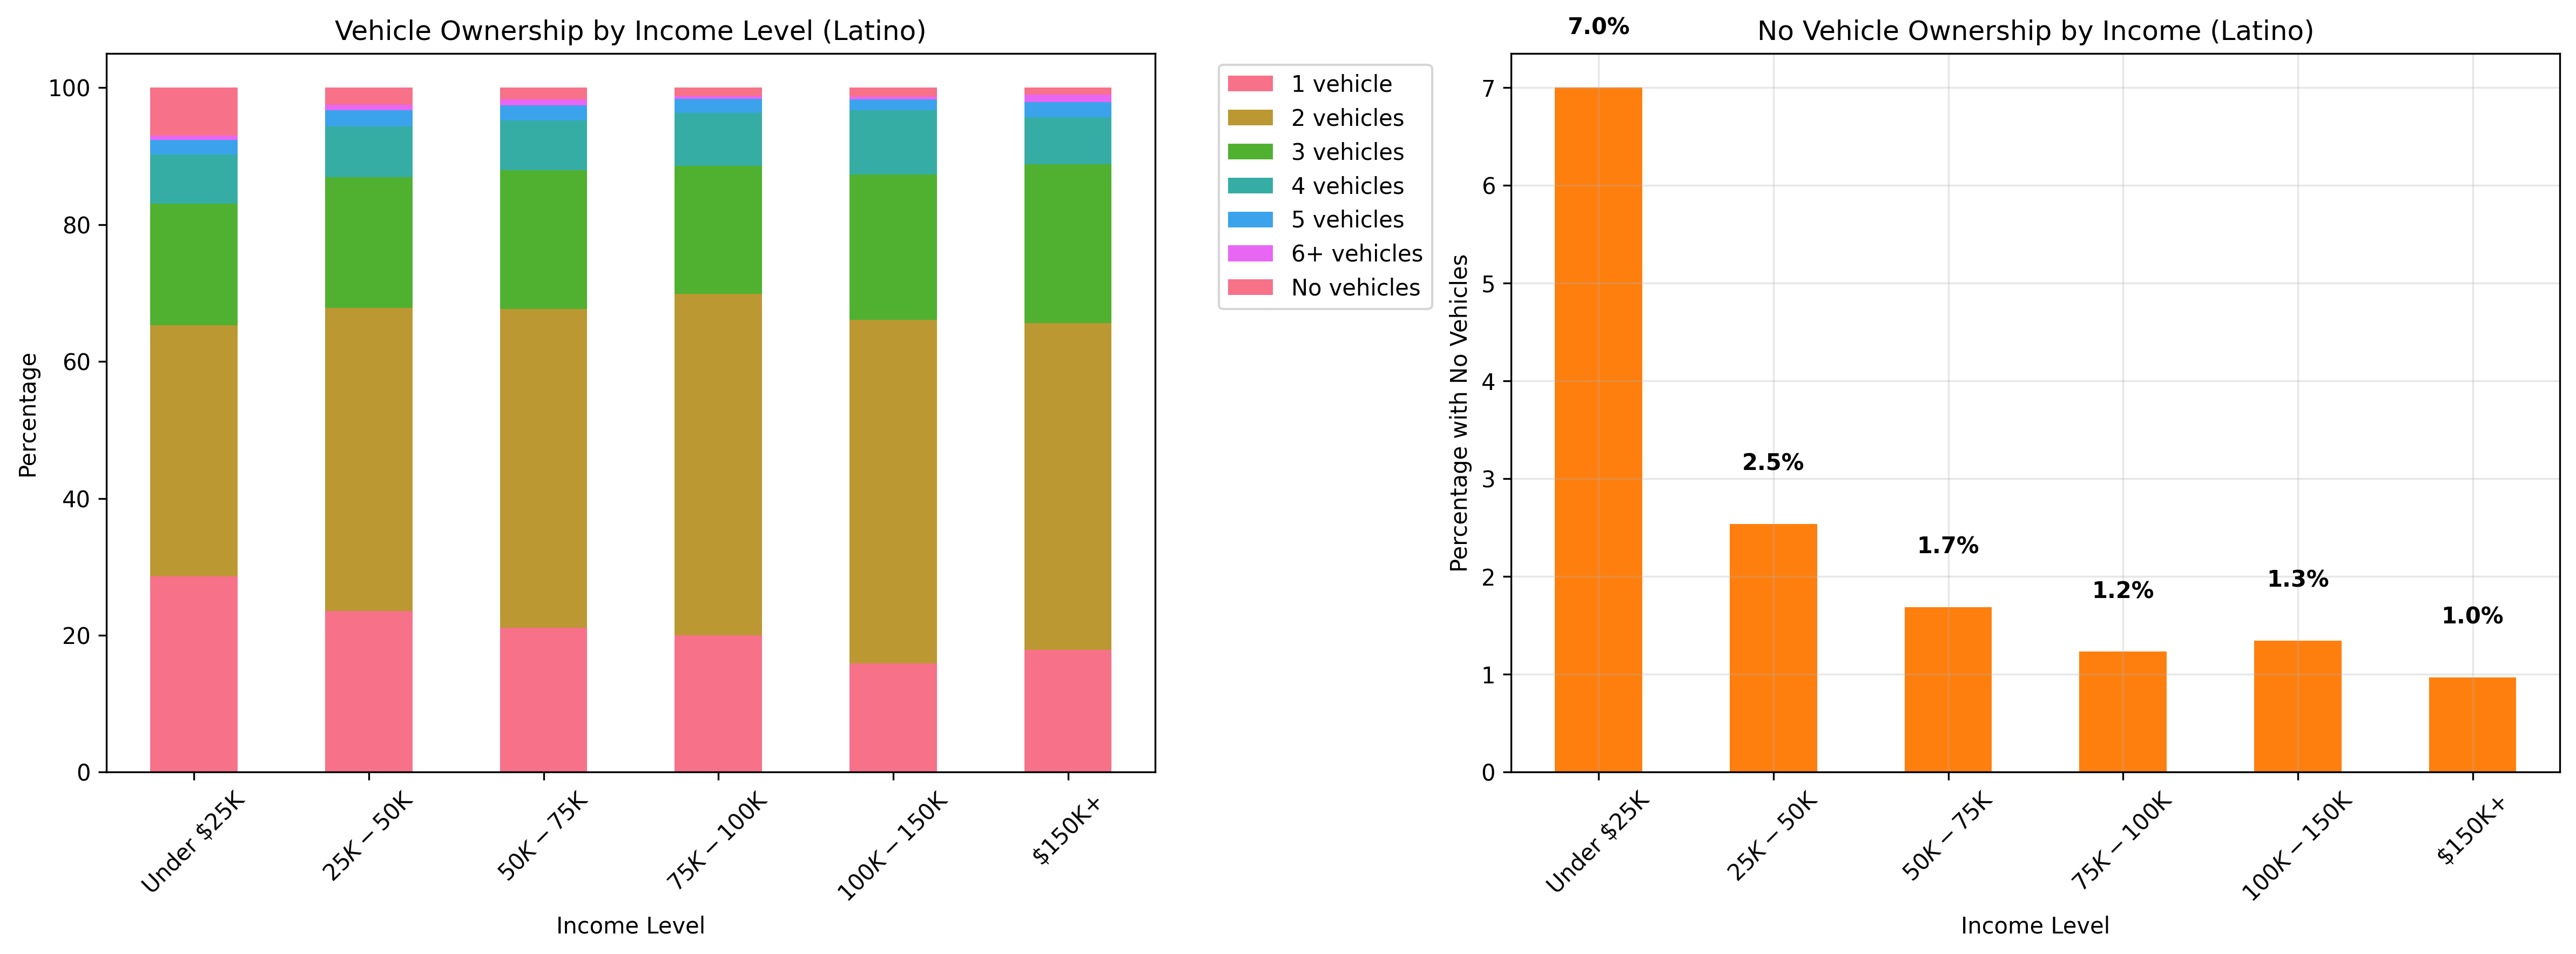 Vehicle Ownership by Income Level (Latino)
Percentage
100
80
60
40
20
0
Under $25K
25K − 50K
50K − 75K
75K − 100K
100K − 150K
$150K+
Income Level
1 vehicle
2 vehicles
3 vehicles
4 vehicles
5 vehicles
6+ vehicles
No vehicles
No Vehicle Ownership by Income (Latino)
Percentage with No Vehicles
7
6
5
4
3
2
1
0
7.0%
2.5%
1.7%
1.2%
1.3%
1.0%
Under $25K
25K − 50K
50K − 75K
75K − 100K
100K − 150K
$150K+
Income Level